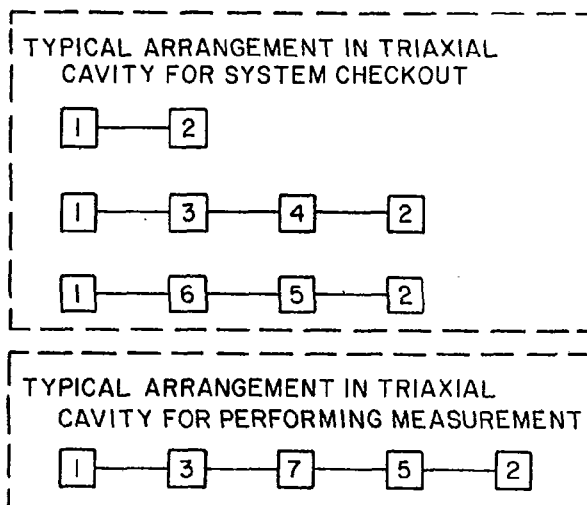 TYPICAL ARRANGEMENT IN TRIAXIAL
CAVITY FOR SYSTEM CHECKOUT
1 2
1 3 4 2
1 6 5 2
TYPICAL ARRANGEMENT IN TRIAXIAL
CAVITY FOR PERFORMING MEASUREMENT
1 3 7 5 2